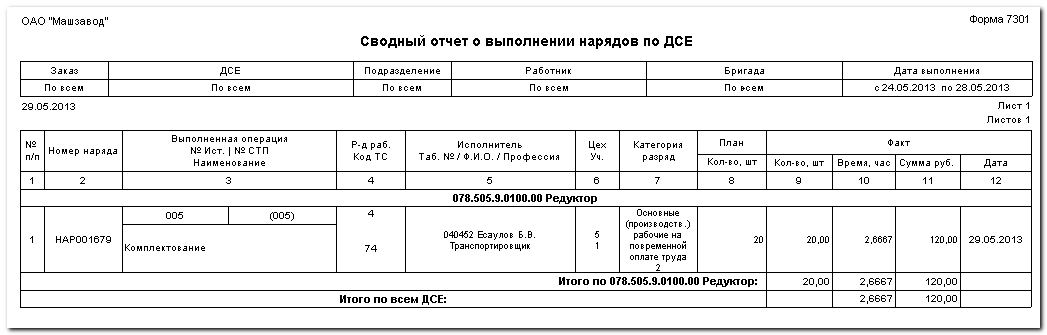 ОАО "Машзавод"
Форма 7301
Сводный отчет о выполнении нарядов по ДСЕ
Заказ ДСЕ Подразделение Работник Бригада Дата выполнения
По всем По всем По всем По всем По всем с 24.05.2013 по 28.05.2013
29.05.2013 Лист 1
Листов 1
№ п/п Номер наряда Выполненная операция № Ист. | № СТП Наименование Р-д раб. Код ТС Исполнитель Таб. № / Ф.И.О. / Профессия Цех Уч. Категория разряд План Факт
Кол-во, шт Кол-во, шт Время, час Сумма руб. Дата
1 2 3 4 5 6 7 8 9 10 11 12
078.505.9.0100.00 Редуктор
1 НАР001679 005 (005) Комплектование 4 74 040452 Есаулов Б.В. Транспортировщик 5 1 Основные (производств.) рабочие на повременной оплате труда 2 20 20,00 2,6667 120,00 29.05.2013
Итого по 078.505.9.0100.00 Редуктор: 20,00 2,6667 120,00
Итого по всем ДСЕ: 2,6667 120,00